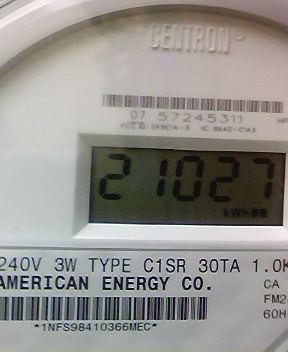 CENTRON®
07 57245311
21027
kWh
240V 3W TYPE C1SR 30TA 1.0K
AMERICAN ENERGY CO.
CA
FM2
60H
*1NFS98410366MEC*